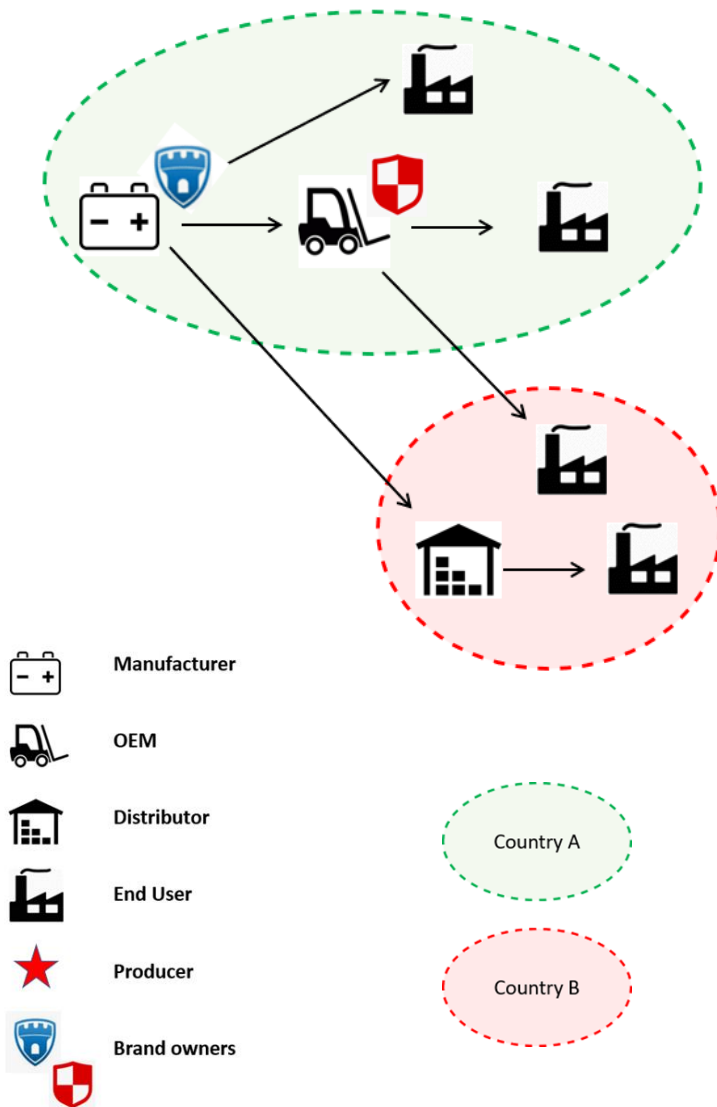 Manufacturer
OEM
Distributor
Country A
End User
Producer
Country B
Brand owners